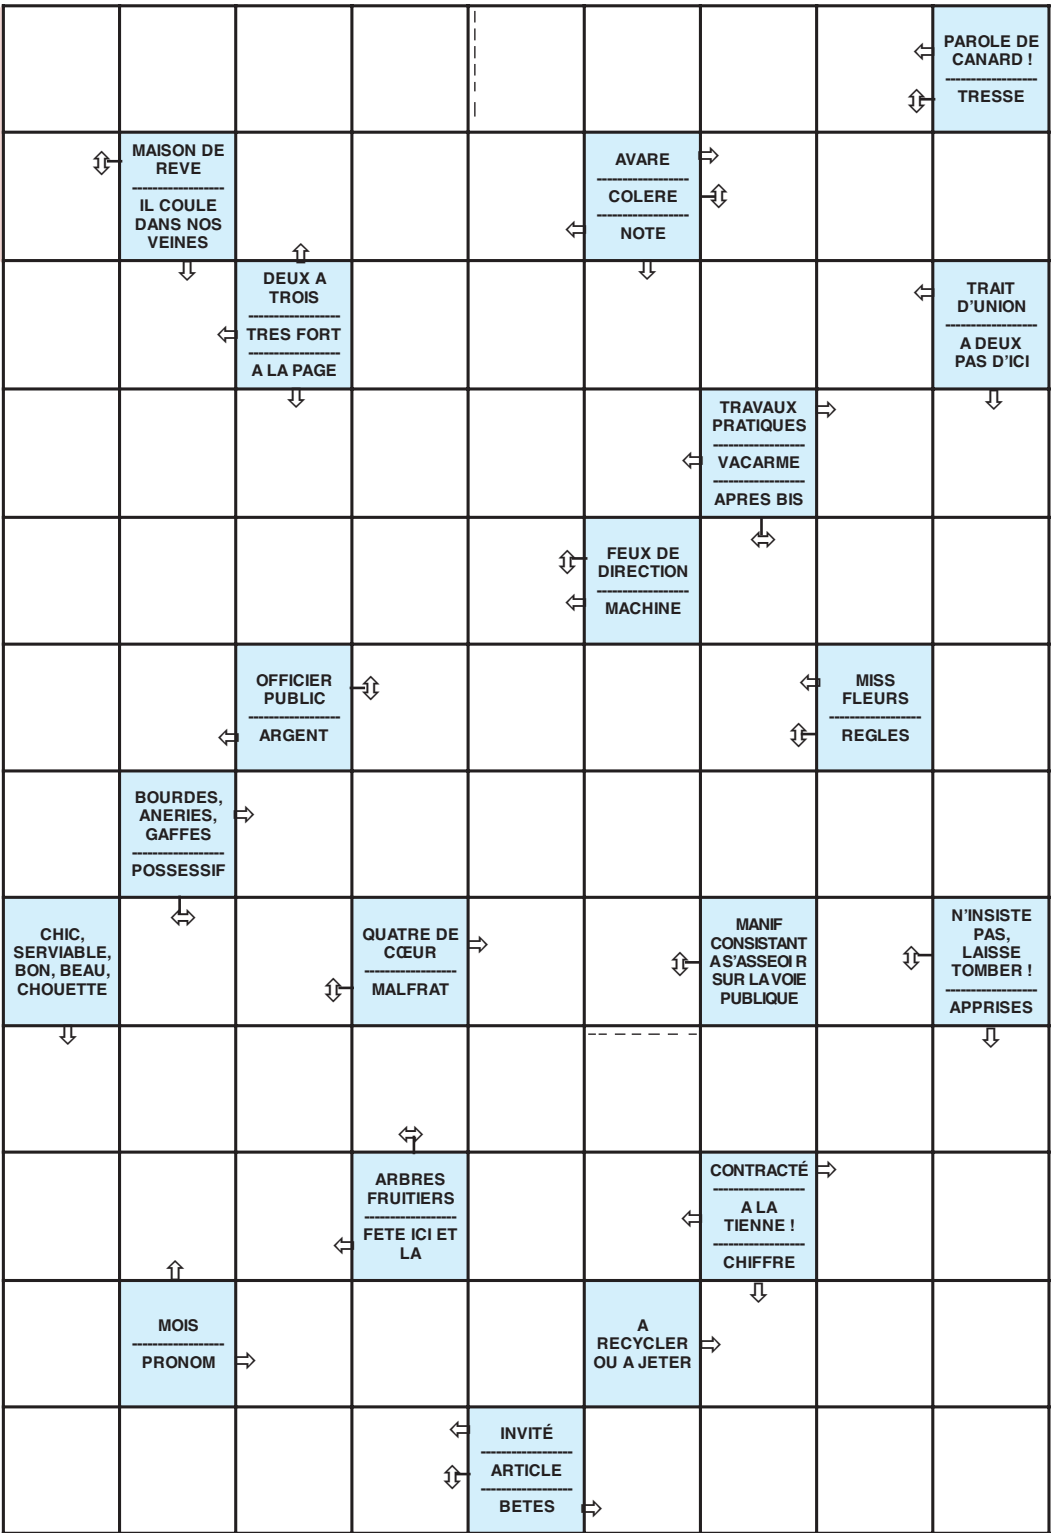 PAROLE DE
CANARD !
TRESSE
MAISON DE
REVE
IL COULE
DANS NOS
VEINES
AVARE
COLERE
NOTE
DEUX A
TROIS
TRES FORT
A LA PAGE
TRAIT
D'UNION
A DEUX
PAS D'ICI
TRAVAUX
PRATIQUES
VACARME
APRES BIS
FEUX DE
DIRECTION
MACHINE
OFFICIER
PUBLIC
ARGENT
MISS
FLEURS
REGLES
BOURDES,
ANERIES,
GAFFES
POSSESSIF
CHIC,
SERVIABLE,
BON, BEAU,
CHOUETTE
QUATRE DE
CŒUR
MALFRAT
MANIF
CONSISTANT
A S'ASSEOI R
SUR LA VOIE
PUBLIQUE
N'INSISTE
PAS,
LAISSE
TOMBER !
APPRISES
ARBRES
FRUITIERS
FETE ICI ET
LA
CONTRACTÉ
A LA
TIENNE !
CHIFFRE
MOIS
PRONOM
A
RECYCLER
OU A JETER
INVITÉ
ARTICLE
BETES